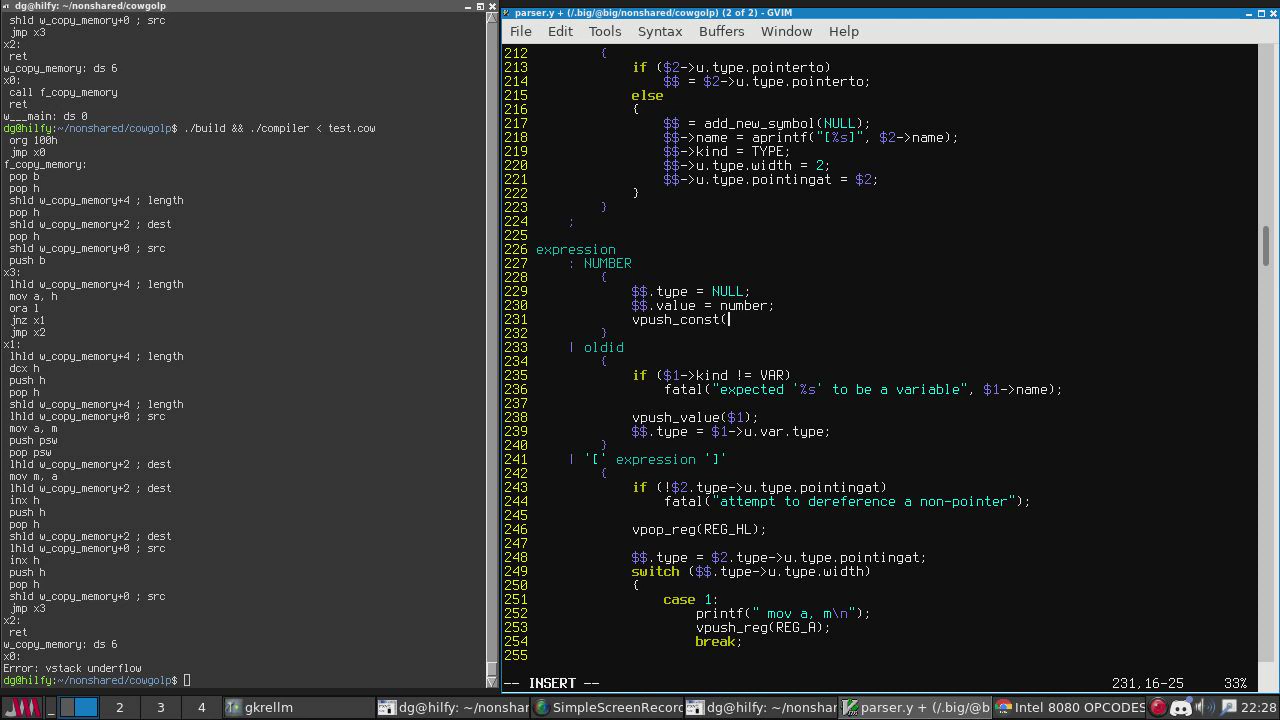 dg@hilfy: ~/nonshared/cowgolp
shld w_copy_memory+0 ; src
jmp x3
x2:
ret
w_copy_memory: ds 6
x0:
call f_copy_memory
ret
w___main: ds 0
dg@hilfy:~/nonshared/cowgolp$ ./build && ./compiler < test.cow
org 100h
jmp x0
f_copy_memory:
pop b
pop h
shld w_copy_memory+4 ; length
pop h
shld w_copy_memory+2 ; dest
pop h
shld w_copy_memory+0 ; src
push b
x3:
lhld w_copy_memory+4 ; length
mov a, h
ora l
jnz x1
jmp x2
x1:
lhld w_copy_memory+4 ; length
dcx h
push h
pop h
shld w_copy_memory+4 ; length
lhld w_copy_memory+0 ; src
mov a, m
push psw
pop psw
lhld w_copy_memory+2 ; dest
mov m, a
lhld w_copy_memory+2 ; dest
inx h
push h
pop h
shld w_copy_memory+2 ; dest
lhld w_copy_memory+0 ; src
inx h
push h
pop h
shld w_copy_memory+0 ; src
jmp x3
x2:
ret
w_copy_memory: ds 6
x0:
Error: vstack underflow
dg@hilfy:~/nonshared/cowgolp$
parser.y + (/.big/@big/nonshared/cowgolp) (2 of 2) - GVIM
File Edit Tools Syntax Buffers Window Help
212 {
213 if ($2->u.type.pointerto)
214 $$ = $2->u.type.pointerto;
215 else
216 {
217 $$ = add_new_symbol(NULL);
218 $$->name = aprintf("[%s]", $2->name);
219 $$->kind = TYPE;
220 $$->u.type.width = 2;
221 $$->u.type.pointingat = $2;
222 }
223 }
224 ;
225
226 expression
227 : NUMBER
228 {
229 $$.type = NULL;
230 $$.value = number;
231 vpush_const(
232 }
233 | oldid
234 {
235 if ($1->kind != VAR)
236 fatal("expected '%s' to be a variable", $1->name);
237
238 vpush_value($1);
239 $$.type = $1->u.var.type;
240 }
241 | '[' expression ']'
242 {
243 if (!$2.type->u.type.pointingat)
244 fatal("attempt to dereference a non-pointer");
245
246 vpop_reg(REG_HL);
247
248 $$.type = $2.type->u.type.pointingat;
249 switch ($$.type->u.type.width)
250 {
251 case 1:
252 printf(" mov a, m\n");
253 vpush_reg(REG_A);
254 break;
255
-- INSERT -- 231,16-25 33%
2 3 4 gkrellm dg@hilfy: ~/nonshar SimpleScreenRecor dg@hilfy: ~/nonshar parser.y + (/.big/@b Intel 8080 OPCODES 22:28